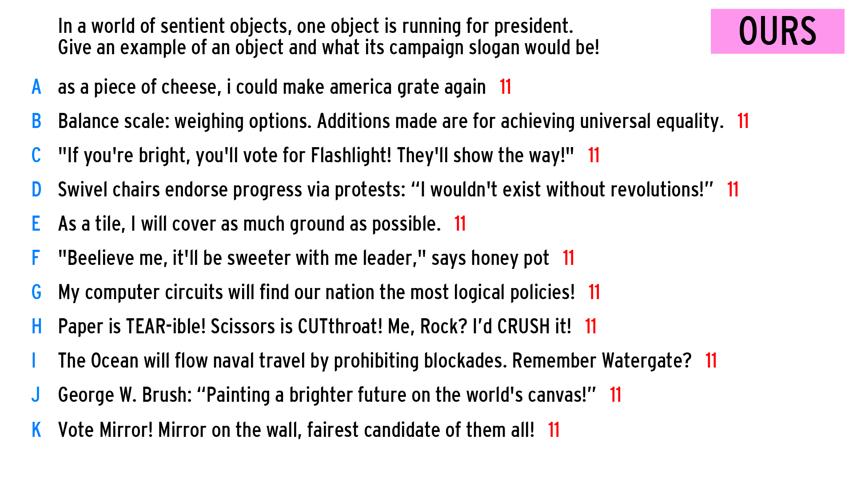 In a world of sentient objects, one object is running for president.
Give an example of an object and what its campaign slogan would be!
OURS
A as a piece of cheese, i could make america grate again 11
B Balance scale: weighing options. Additions made are for achieving universal equality. 11
C "If you're bright, you'll vote for Flashlight! They'll show the way!" 11
D Swivel chairs endorse progress via protests: “I wouldn't exist without revolutions!” 11
E As a tile, I will cover as much ground as possible. 11
F "Beelieve me, it'll be sweeter with me leader," says honey pot 11
G My computer circuits will find our nation the most logical policies! 11
H Paper is TEAR-ible! Scissors is CUTthroat! Me, Rock? I’d CRUSH it! 11
I The Ocean will flow naval travel by prohibiting blockades. Remember Watergate? 11
J George W. Brush: “Painting a brighter future on the world's canvas!” 11
K Vote Mirror! Mirror on the wall, fairest candidate of them all! 11